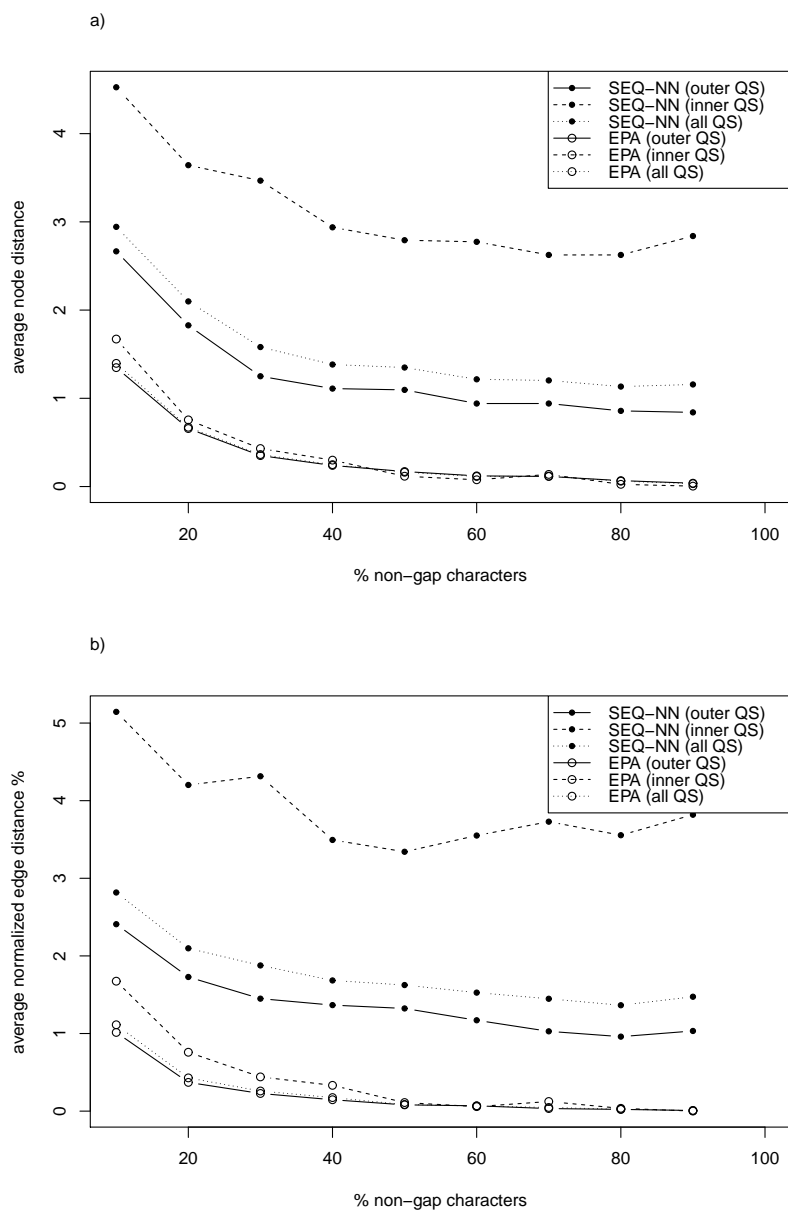 a)
SEQ−NN (outer QS)
SEQ−NN (inner QS)
SEQ−NN (all QS)
EPA (outer QS)
EPA (inner QS)
EPA (all QS)
4
3
2
1
0
average node distance
20 40 60 80 100
% non−gap characters
b)
SEQ−NN (outer QS)
SEQ−NN (inner QS)
SEQ−NN (all QS)
EPA (outer QS)
EPA (inner QS)
EPA (all QS)
5
4
3
2
1
0
average normalized edge distance %
20 40 60 80 100
% non−gap characters